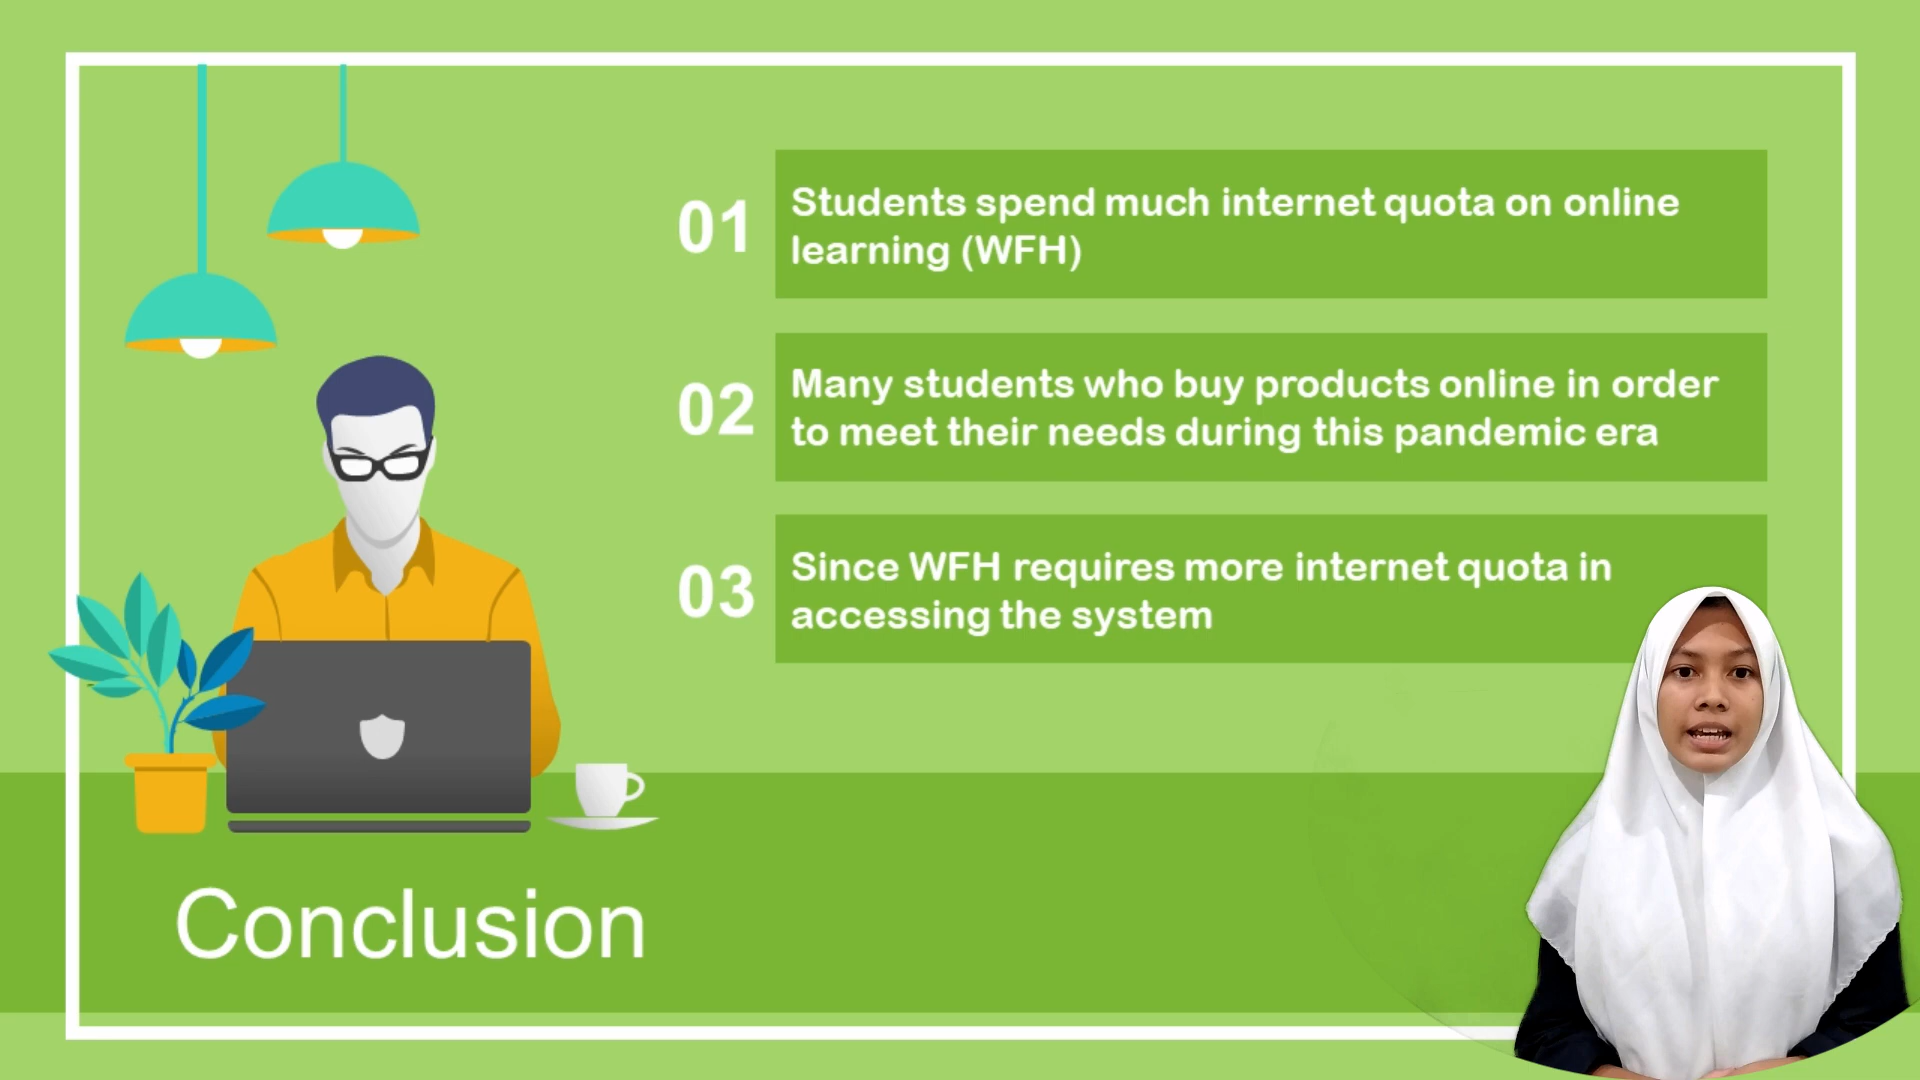 01
Students spend much internet quota on online
learning (WFH)
02
Many students who buy products online in order
to meet their needs during this pandemic era
03
Since WFH requires more internet quota in
accessing the system
Conclusion